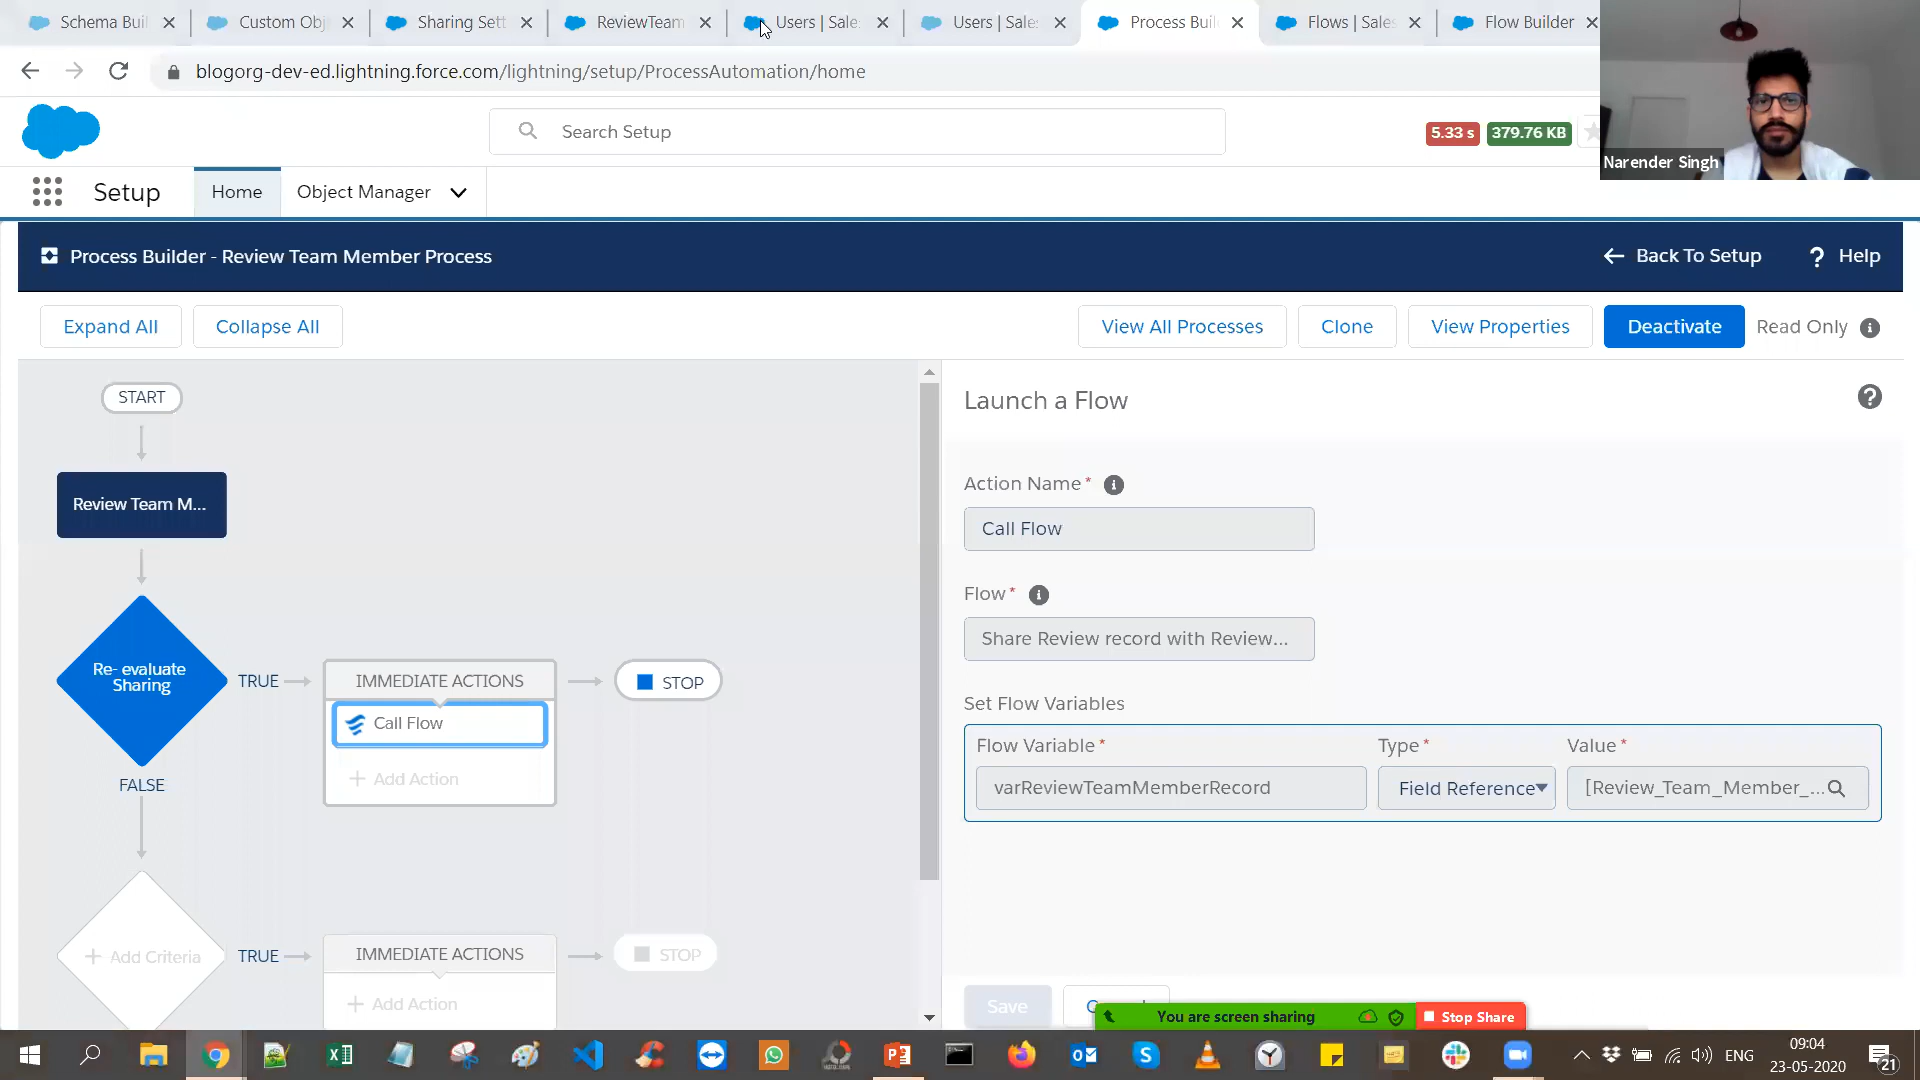 Schema Buil
Custom Obj
Sharing Sett
ReviewTeam
Users | Sale
Users | Sale
Process Buil
Flows | Sales
Flow Builder
blogorg-dev-ed.lightning.force.com/lightning/setup/ProcessAutomation/home
Search Setup
5.33 s
379.76 KB
Narender Singh
Setup
Home
Object Manager
Process Builder - Review Team Member Process
Back To Setup
? Help
Expand All
Collapse All
View All Processes
Clone
View Properties
Deactivate
Read Only
START
Review Team M...
Re- evaluate
Sharing
TRUE
IMMEDIATE ACTIONS
STOP
Call Flow
+ Add Action
FALSE
+ Add Criteria
TRUE
IMMEDIATE ACTIONS
STOP
+ Add Action
Launch a Flow
Action Name*
Call Flow
Flow*
Share Review record with Review...
Set Flow Variables
Flow Variable*
Type*
Value*
varReviewTeamMemberRecord
Field Reference
[Review_Team_Member_...
Save
You are screen sharing
Stop Share
ENG
09:04
23-05-2020
21